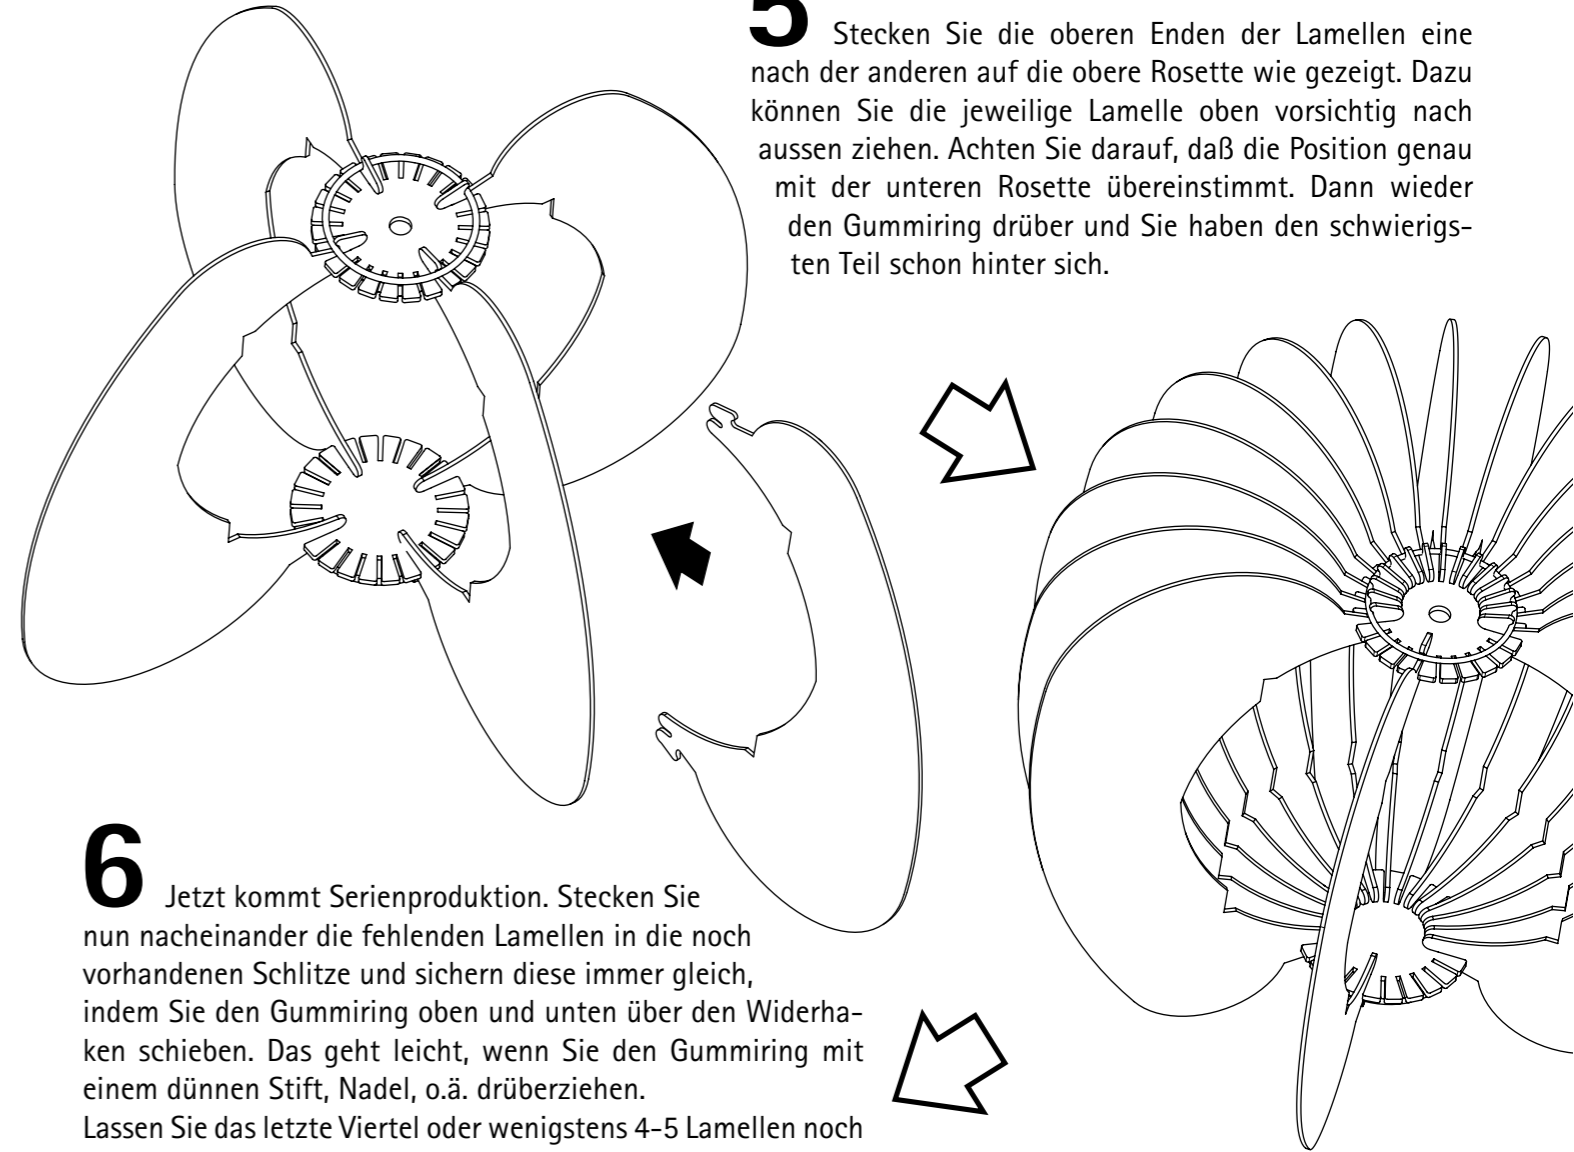 5 Stecken Sie die oberen Enden der Lamellen eine
nach der anderen auf die obere Rosette wie gezeigt. Dazu
können Sie die jeweilige Lamelle oben vorsichtig nach
aussen ziehen. Achten Sie darauf, daß die Position genau
mit der unteren Rosette übereinstimmt. Dann wieder
den Gummiring drüber und Sie haben den schwierigs-
ten Teil schon hinter sich.
6 Jetzt kommt Serienproduktion. Stecken Sie
nun nacheinander die fehlenden Lamellen in die noch
vorhandenen Schlitze und sichern diese immer gleich,
indem Sie den Gummiring oben und unten über den Widerha-
ken schieben. Das geht leicht, wenn Sie den Gummiring mit
einem dünnen Stift, Nadel, o.ä. drüberziehen.
Lassen Sie das letzte Viertel oder wenigstens 4-5 Lamellen noch